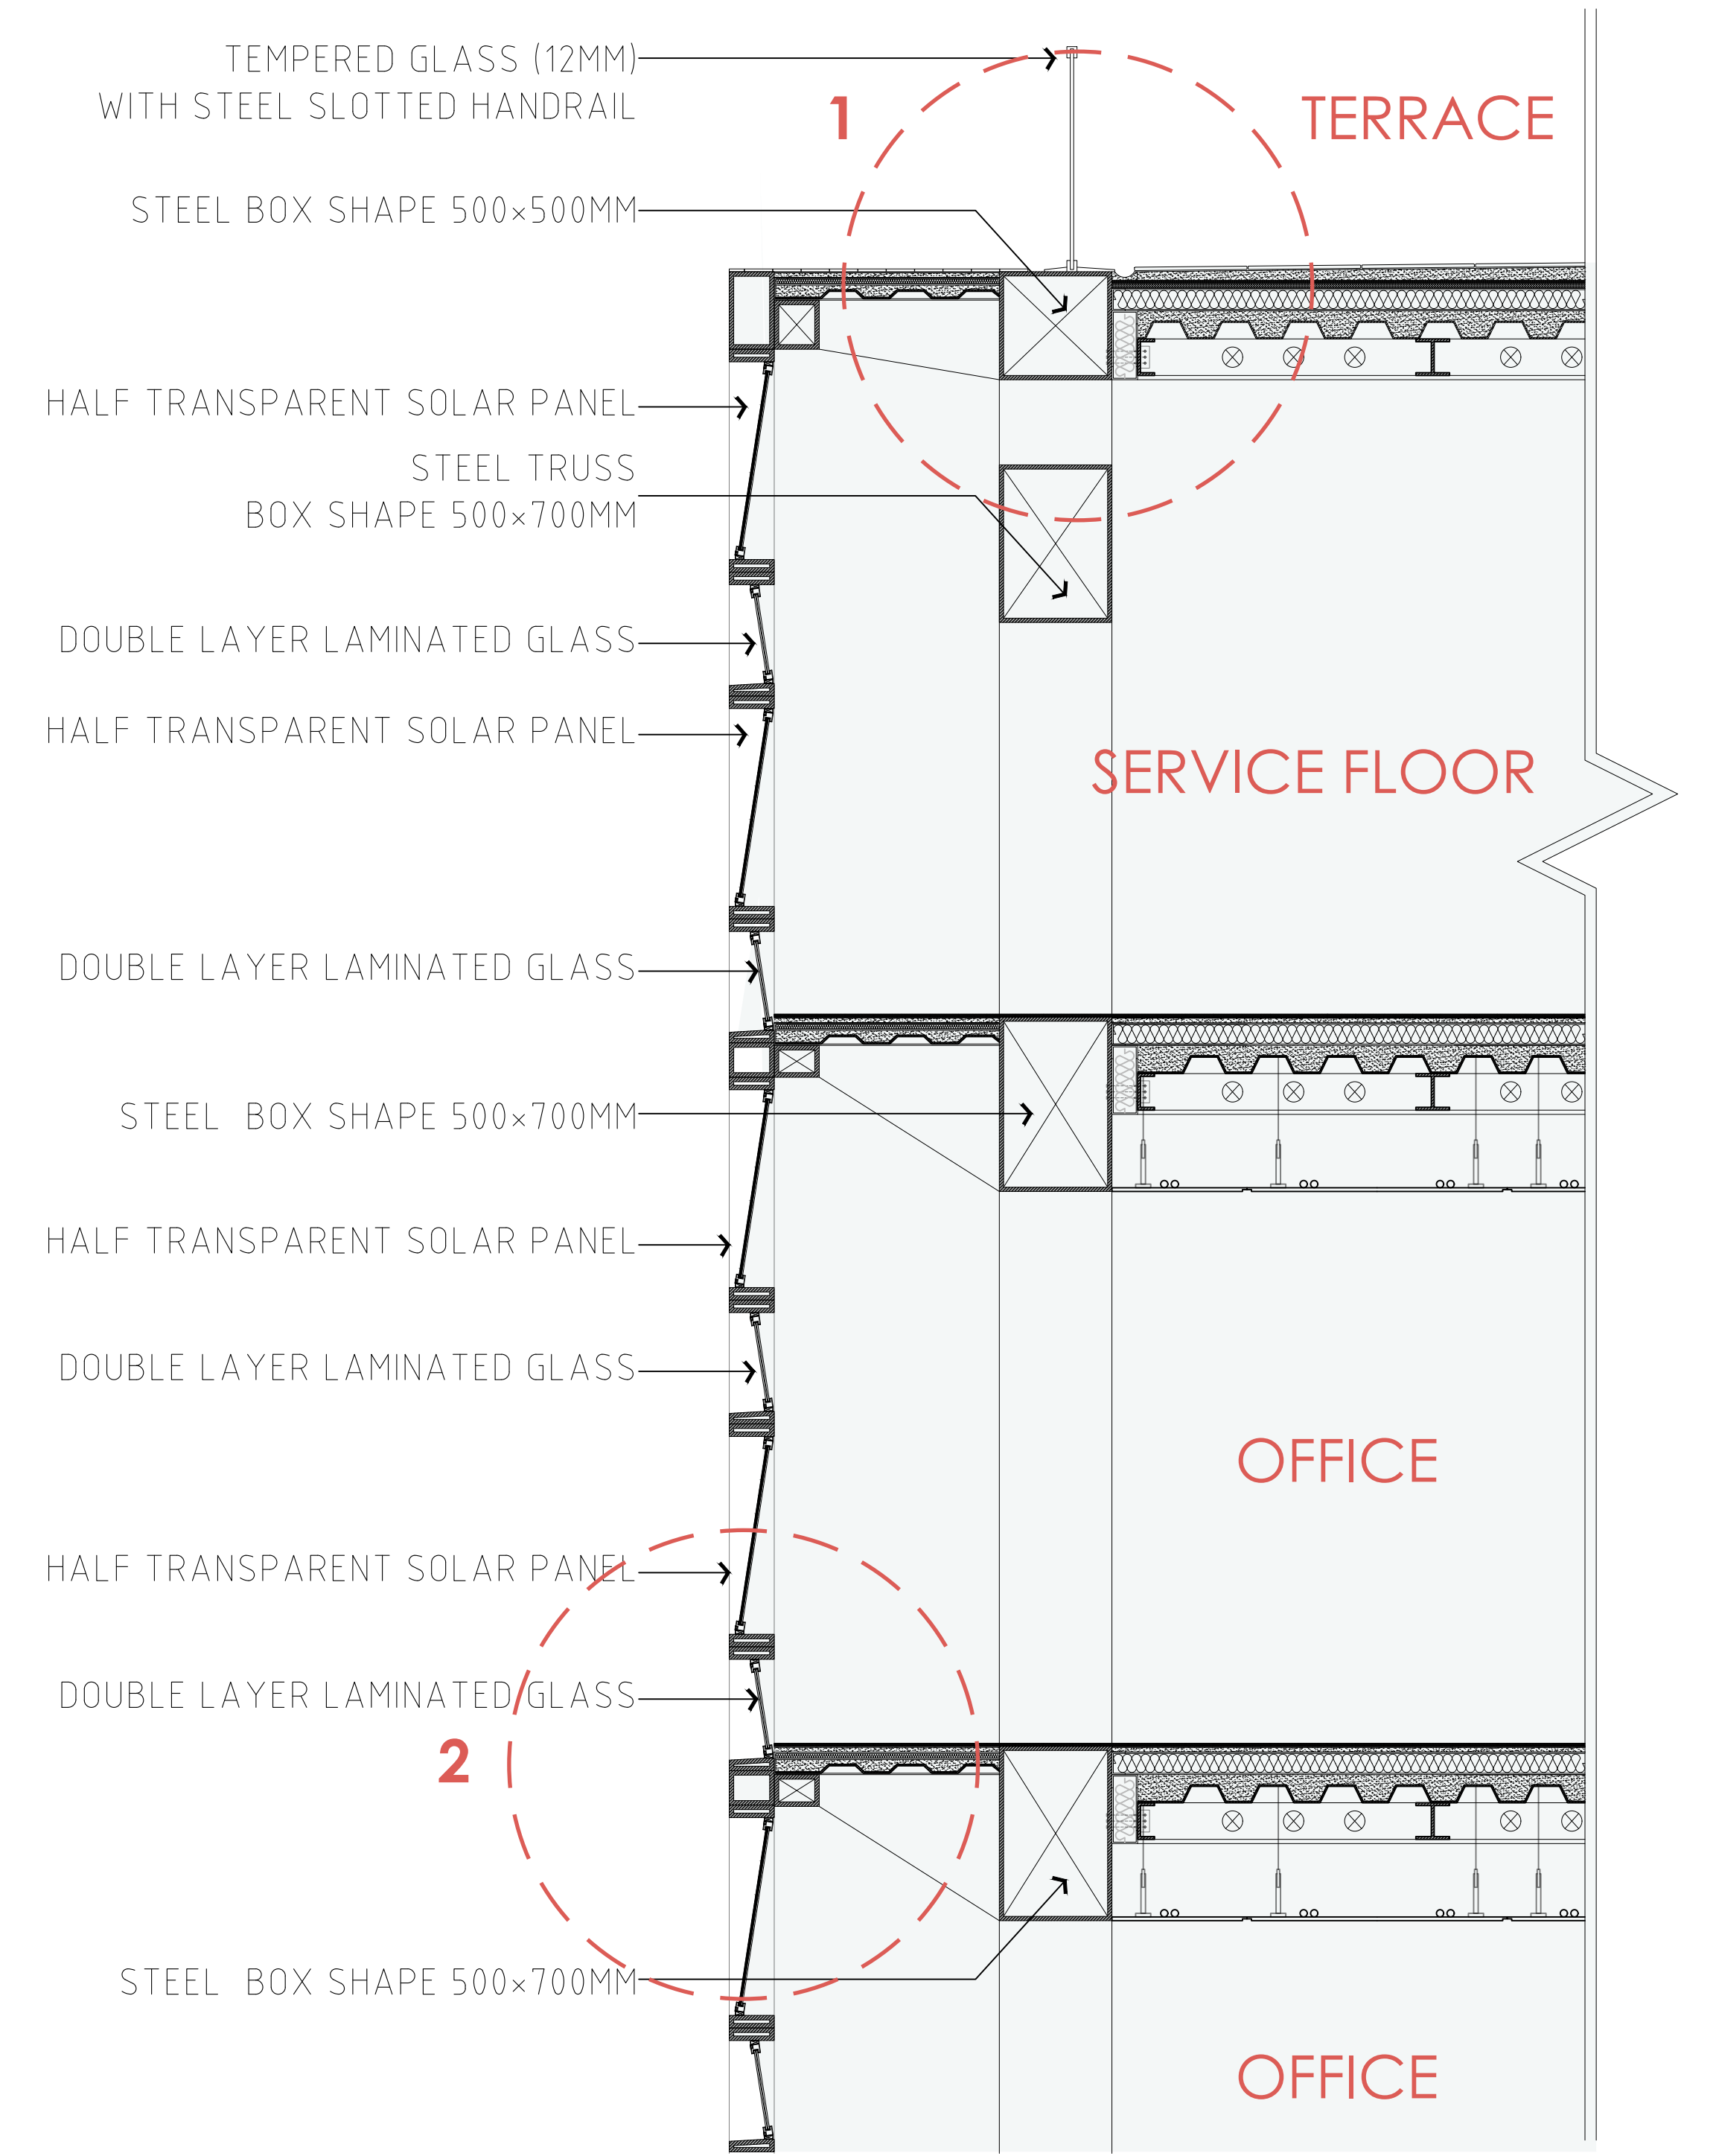 TEMPERED GLASS (12MM)
WITH STEEL SLOTTED HANDRAIL
1
TERRACE
STEEL BOX SHAPE 500×500MM
HALF TRANSPARENT SOLAR PANEL
STEEL TRUSS
BOX SHAPE 500×700MM
DOUBLE LAYER LAMINATED GLASS
HALF TRANSPARENT SOLAR PANEL
SERVICE FLOOR
DOUBLE LAYER LAMINATED GLASS
STEEL BOX SHAPE 500×700MM
HALF TRANSPARENT SOLAR PANEL
DOUBLE LAYER LAMINATED GLASS
OFFICE
HALF TRANSPARENT SOLAR PANEL
DOUBLE LAYER LAMINATED GLASS
2
STEEL BOX SHAPE 500×700MM
OFFICE